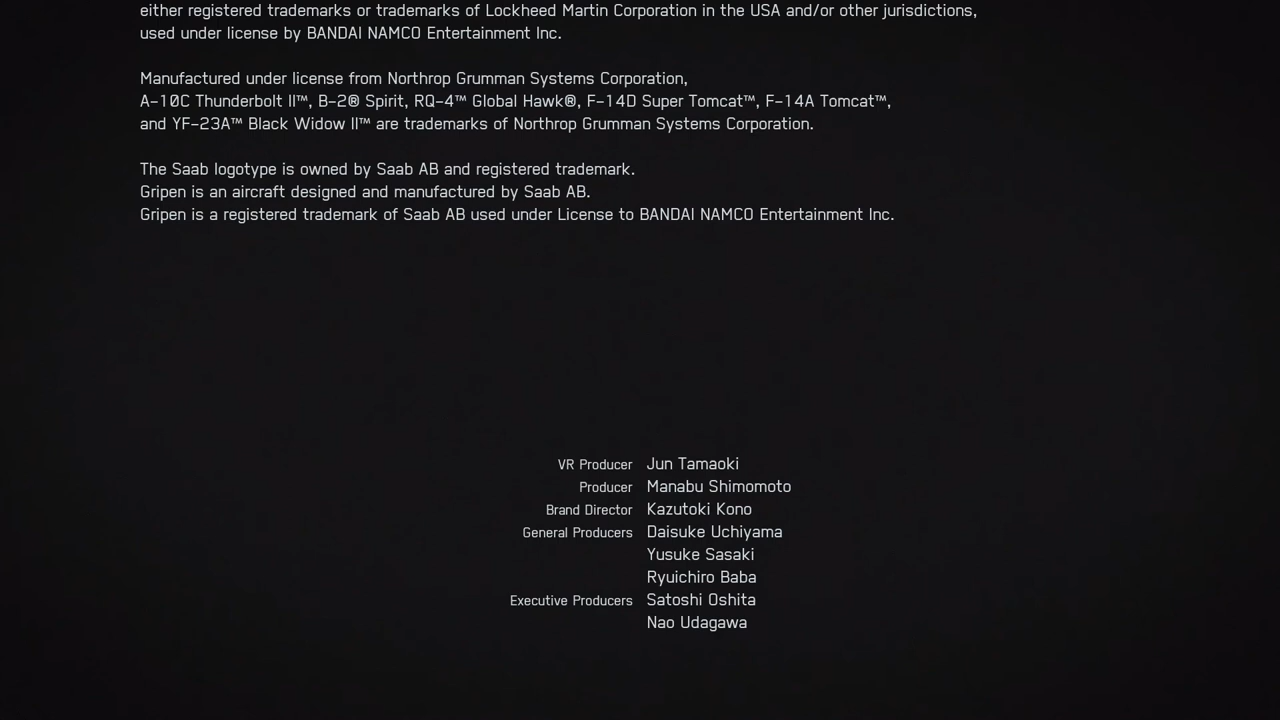 either registered trademarks or trademarks of Lockheed Martin Corporation in the USA and/or other jurisdictions,
used under license by BANDAI NAMCO Entertainment Inc.
Manufactured under license from Northrop Grumman Systems Corporation,
A-10C Thunderbolt II™, B-2® Spirit, RQ-4™ Global Hawk®, F-14D Super Tomcat™, F-14A Tomcat™,
and YF-23A™ Black Widow II™ are trademarks of Northrop Grumman Systems Corporation.
The Saab logotype is owned by Saab AB and registered trademark.
Gripen is an aircraft designed and manufactured by Saab AB.
Gripen is a registered trademark of Saab AB used under License to BANDAI NAMCO Entertainment Inc.
VR Producer Jun Tamaoki
Producer Manabu Shimomoto
Brand Director Kazutoki Kono
General Producers Daisuke Uchiyama
Yusuke Sasaki
Ryuichiro Baba
Executive Producers Satoshi Oshita
Nao Udagawa